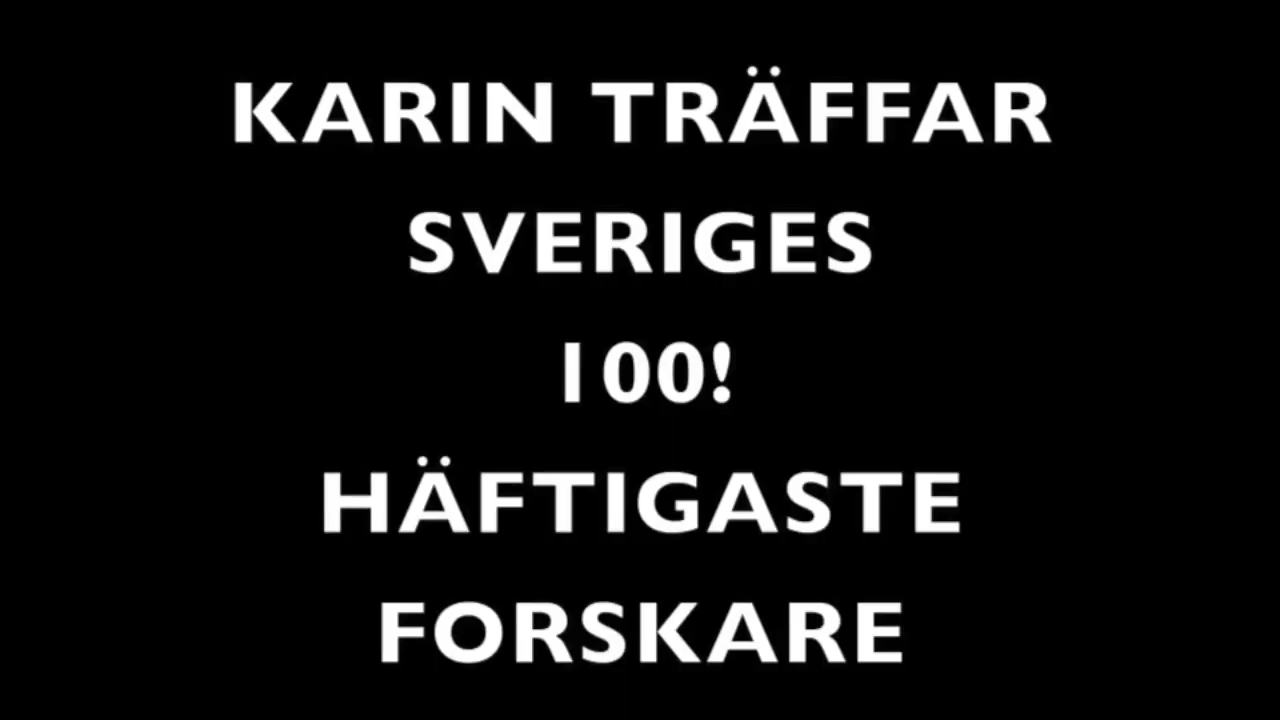 KARIN TRÄFFAR
SVERIGES
100!
HÄFTIGASTE
FORSKARE